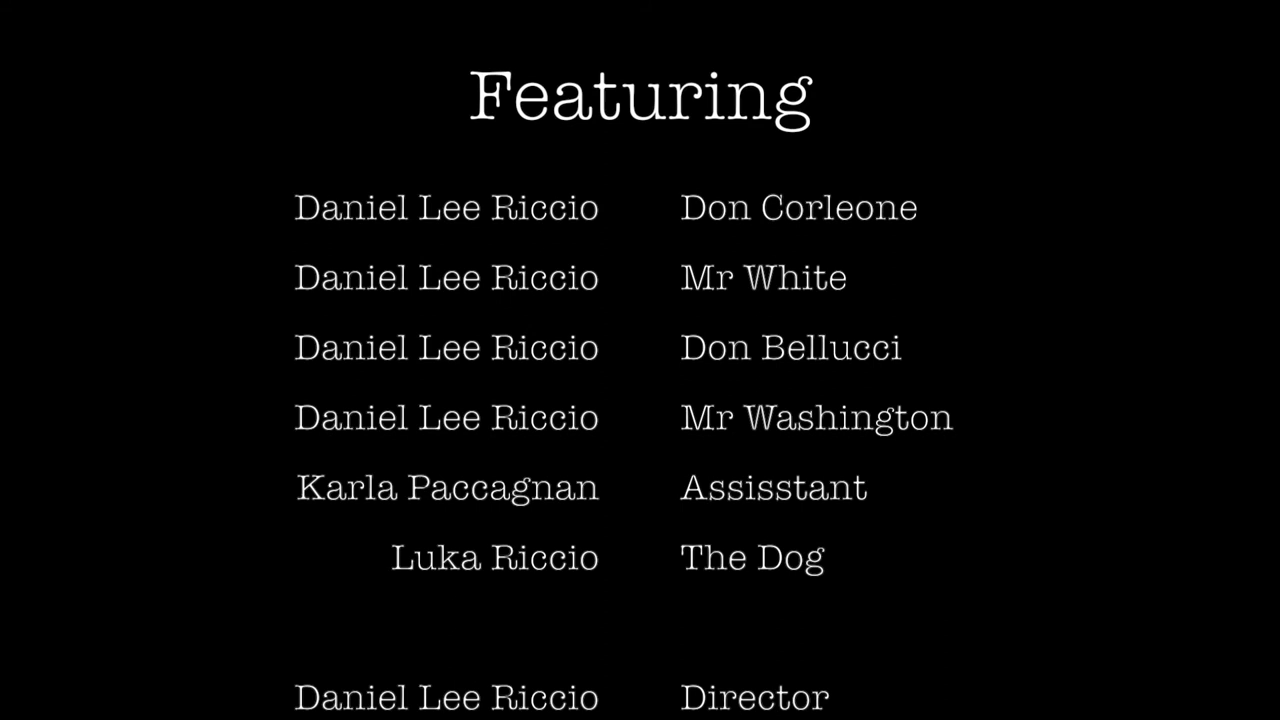 Featuring
Daniel Lee Riccio Don Corleone
Daniel Lee Riccio Mr White
Daniel Lee Riccio Don Bellucci
Daniel Lee Riccio Mr Washington
Karla Paccagnan Assisstant
Luka Riccio The Dog
Daniel Lee Riccio Director